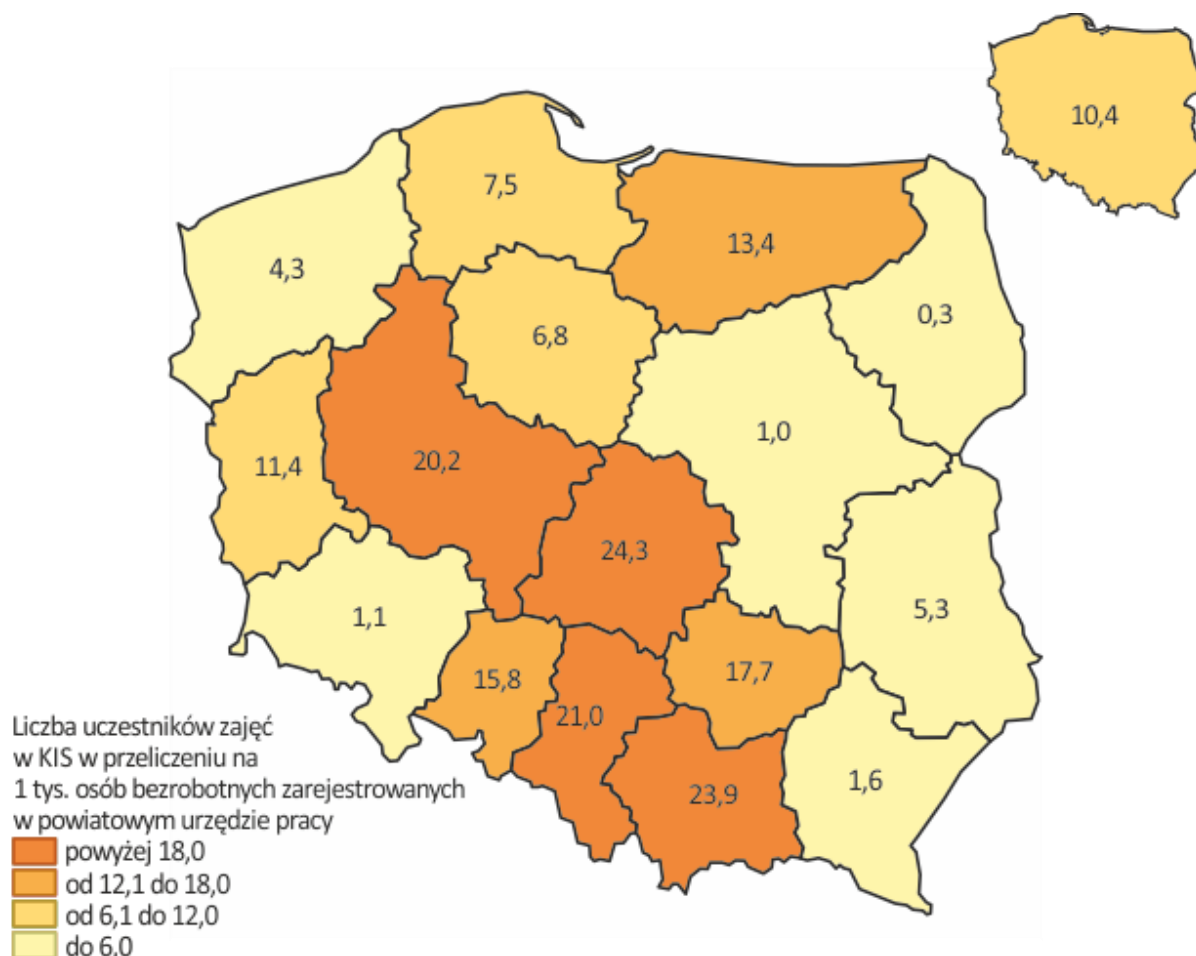 10,4
7,5
13,4
4,3
0,3
6,8
1,0
11,4
20,2
24,3
1,1
5,3
15,8
17,7
21,0
23,9
1,6
Liczba uczestników zajęć
w KIS w przeliczeniu na
1 tys. osób bezrobotnych zarejestrowanych
w powiatowym urzędzie pracy
powyżej 18,0
od 12,1 do 18,0
od 6,1 do 12,0
do 6,0